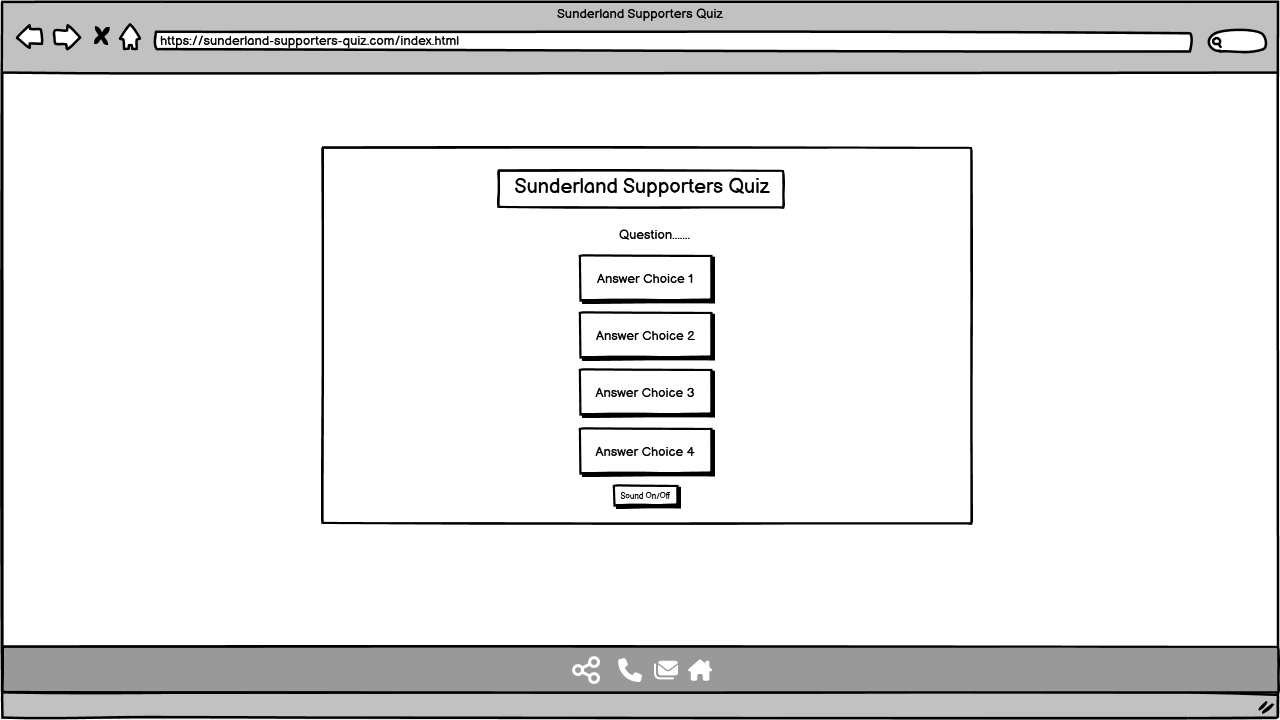 Sunderland Supporters Quiz
https://sunderland-supporters-quiz.com/index.html
Sunderland Supporters Quiz
Question.......
Answer Choice 1
Answer Choice 2
Answer Choice 3
Answer Choice 4
Sound On/Off